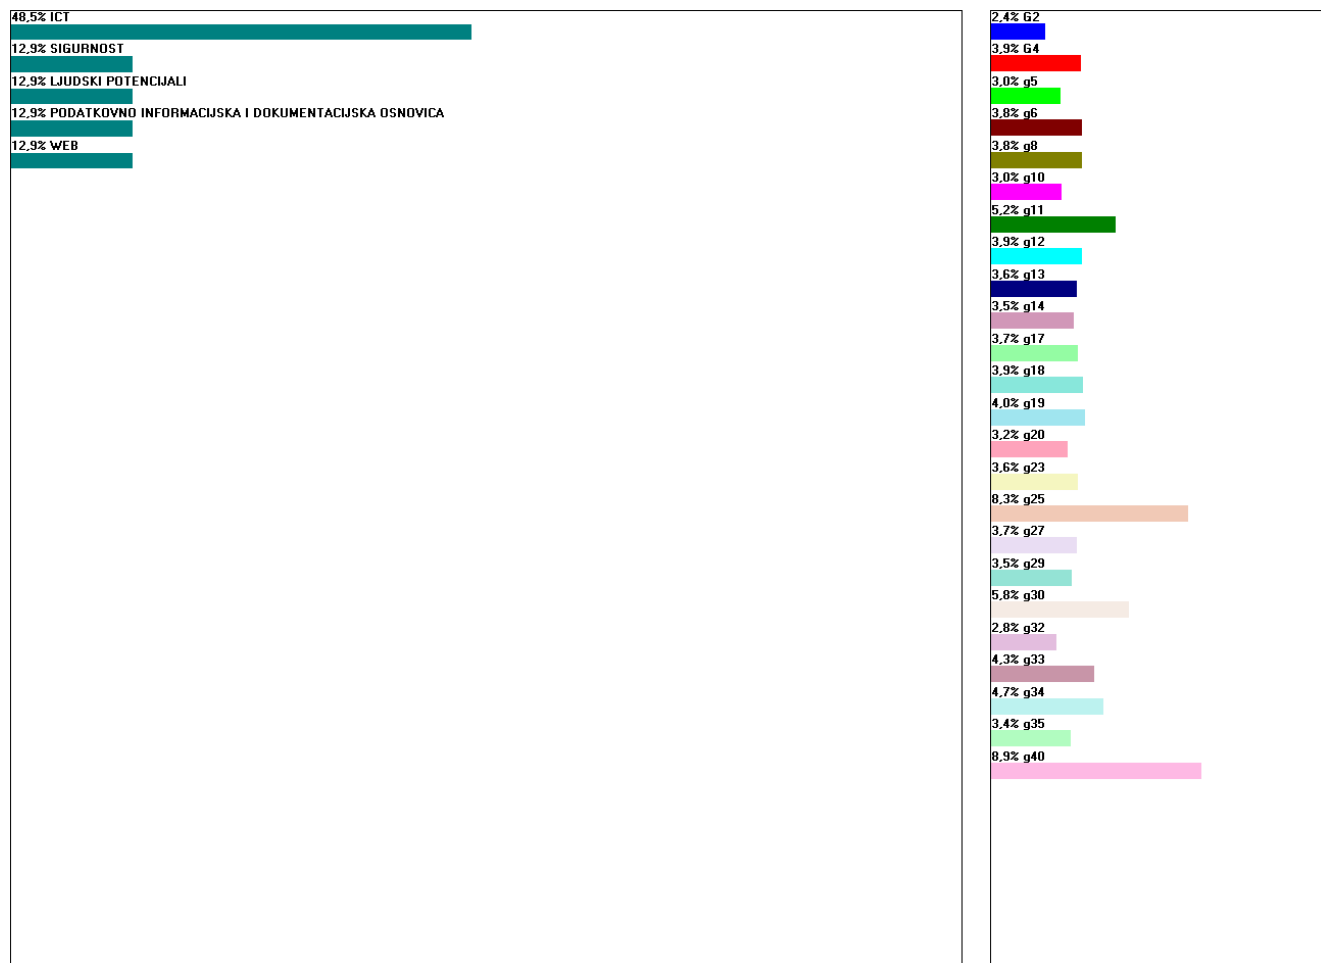 48,5% ICT
12,9% SIGURNOST
12,9% LJUDSKI POTENCIJALI
12,9% PODATKOVNO INFORMACIJSKA I DOKUMENTACIJSKA OSNOVICA
12,9% WEB
2,4% G2
3,9% G4
3,0% g5
3,8% g6
3,8% g8
3,0% g10
5,2% g11
3,9% g12
3,6% g13
3,5% g14
3,7% g17
3,9% g18
4,0% g19
3,2% g20
3,6% g23
8,3% g25
3,7% g27
3,5% g29
5,8% g30
2,8% g32
4,3% g33
4,7% g34
3,4% g35
8,9% g40